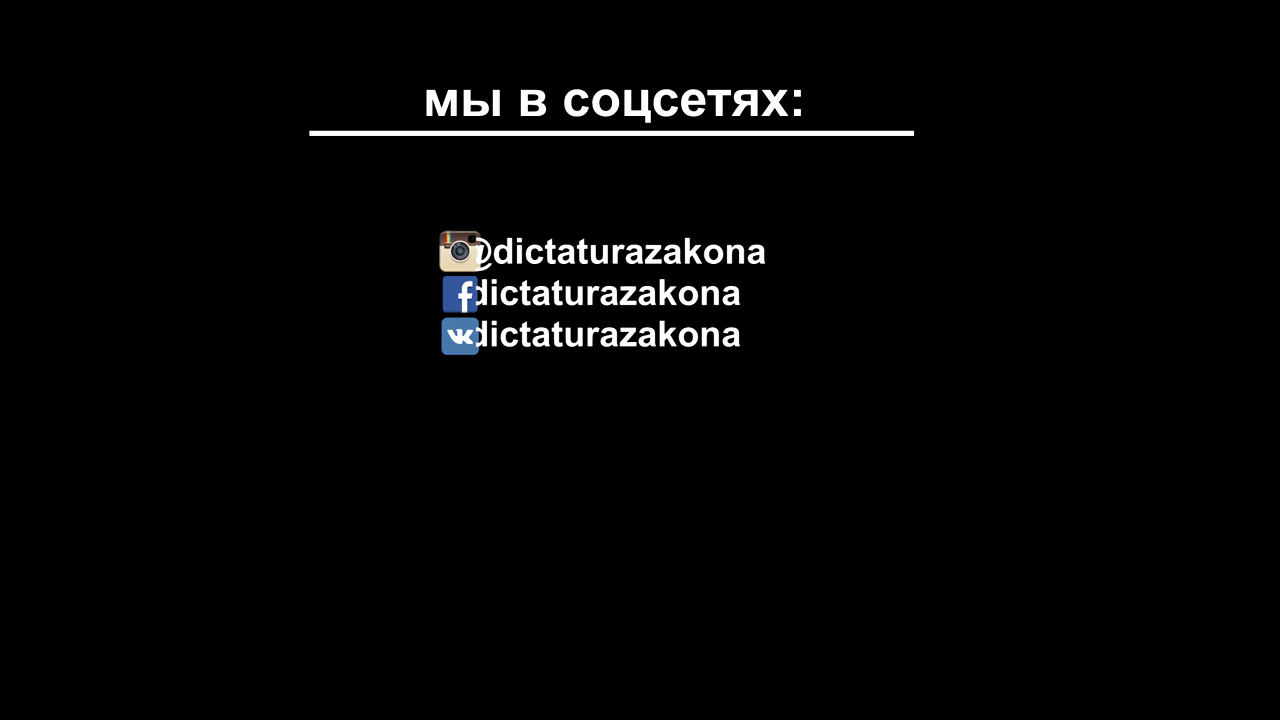 мы в соцсетях:
@dictaturazakona
dictaturazakona
dictaturazakona